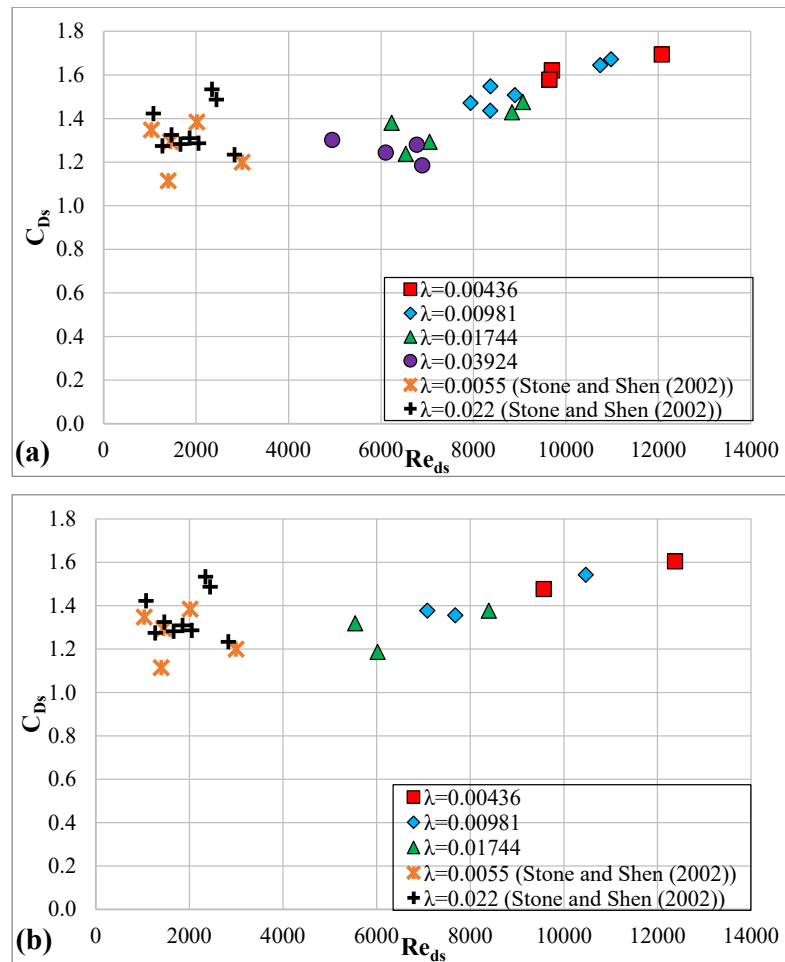 1.8
1.6
1.4
1.2
1.0
0.8
0.6
0.4
0.2
0.0
C_Ds
λ=0.00436
λ=0.00981
λ=0.01744
λ=0.03924
λ=0.0055 (Stone and Shen (2002))
λ=0.022 (Stone and Shen (2002))
0 2000 4000 6000 8000 10000 12000 14000
(a)
Re_ds
1.8
1.6
1.4
1.2
1.0
0.8
0.6
0.4
0.2
0.0
C_Ds
λ=0.00436
λ=0.00981
λ=0.01744
λ=0.0055 (Stone and Shen (2002))
λ=0.022 (Stone and Shen (2002))
0 2000 4000 6000 8000 10000 12000 14000
(b)
Re_ds